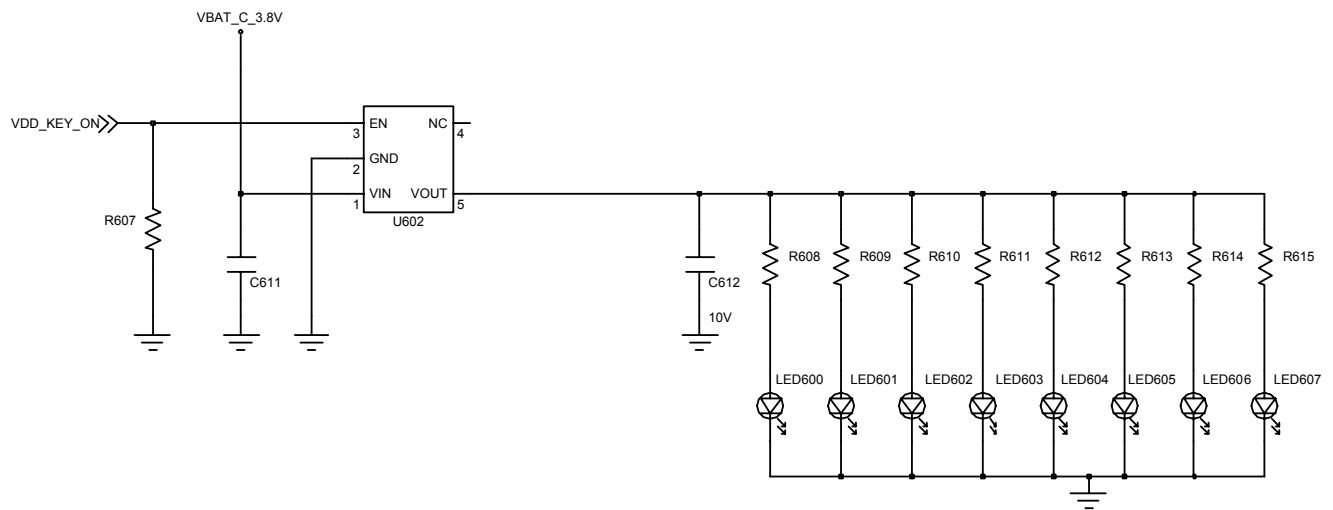 VBAT_C_3.8V
VDD_KEY_ON
EN
NC
3
4
GND
2
VIN
VOUT
1
5
U602
R607
C611
C612
10V
R608
R609
R610
R611
R612
R613
R614
R615
LED600
LED601
LED602
LED603
LED604
LED605
LED606
LED607